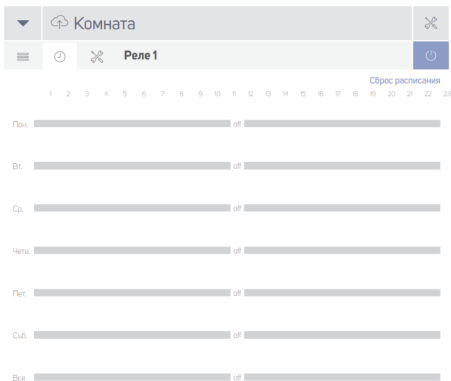 Комната
Реле 1
Сброс расписания
1 2 3 4 5 6 7 8 9 10 11 12 13 14 15 16 17 18 19 20 21 22 23
Пон. off
Вт. off
Ср. off
Четв. off
Пят. off
Суб. off
Вск. off